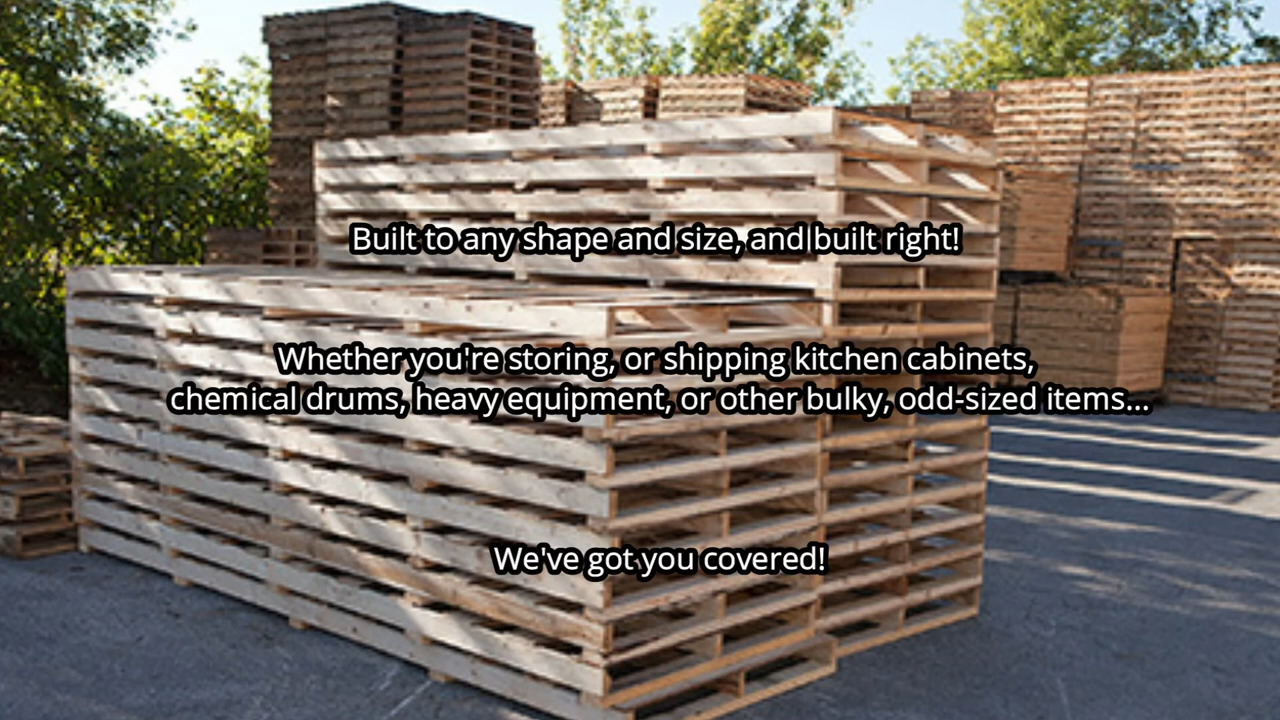 Built to any shape and size, and built right!
Whether you're storing, or shipping kitchen cabinets,
chemical drums, heavy equipment, or other bulky, odd-sized items...
We've got you covered!